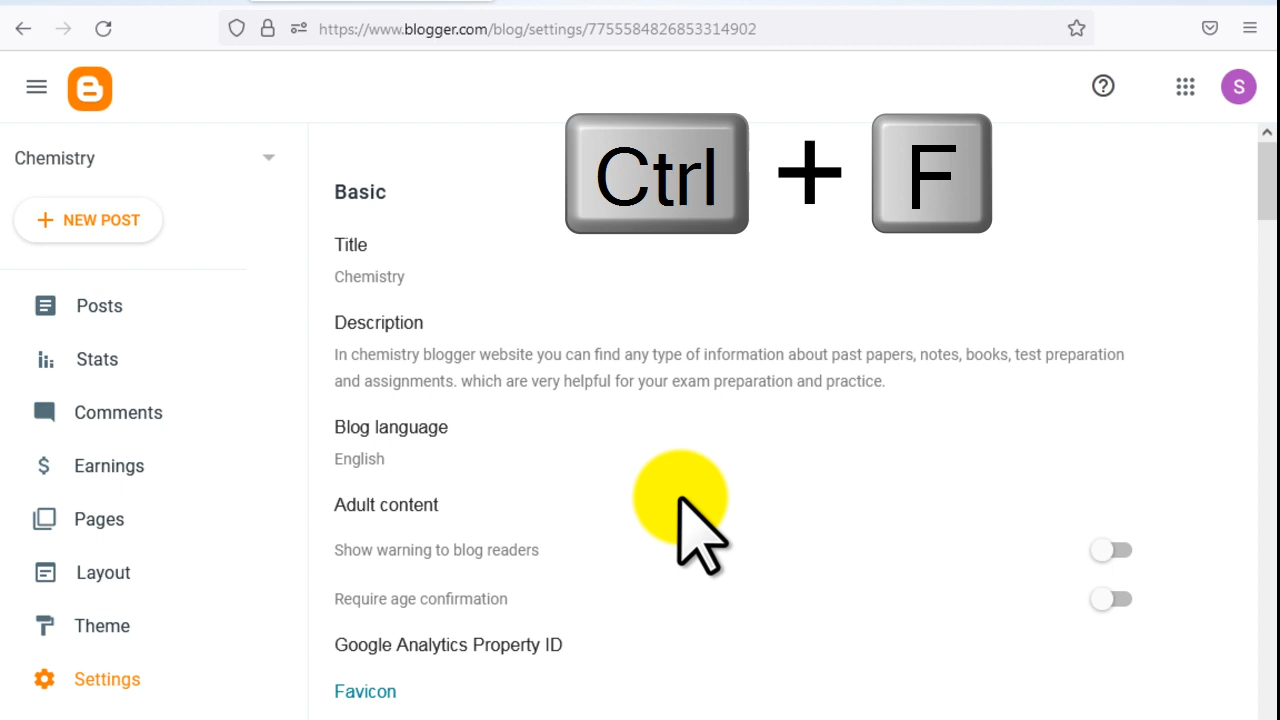 https://www.blogger.com/blog/settings/7755584826853314902
S
Chemistry
NEW POST
Posts
Stats
Comments
Earnings
Pages
Layout
Theme
Settings
Ctrl + F
Basic
Title
Chemistry
Description
In chemistry blogger website you can find any type of information about past papers, notes, books, test preparation
and assignments. which are very helpful for your exam preparation and practice.
Blog language
English
Adult content
Show warning to blog readers
Require age confirmation
Google Analytics Property ID
Favicon